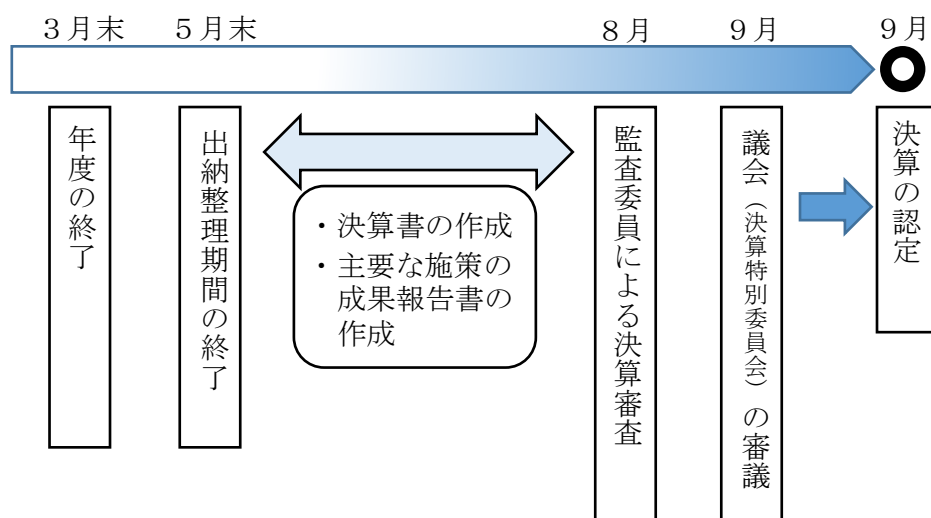 ３月末
５月末
８月
９月
９月
年度の終了
出納整理期間の終了
・決算書の作成
・主要な施策の
成果報告書の
作成
監査委員による決算審査
議会（決算特別委員会）の審議
決算の認定